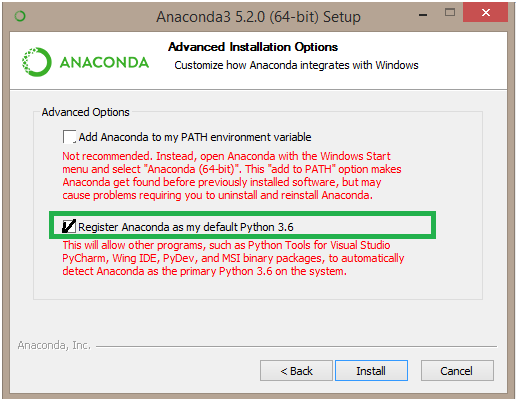 Anaconda3 5.2.0 (64-bit) Setup
ANACONDA
Advanced Installation Options
Customize how Anaconda integrates with Windows
Advanced Options
Add Anaconda to my PATH environment variable
Not recommended. Instead, open Anaconda with the Windows Start
menu and select "Anaconda (64-bit)". This "add to PATH" option makes
Anaconda get found before previously installed software, but may
cause problems requiring you to uninstall and reinstall Anaconda.
Register Anaconda as my default Python 3.6
This will allow other programs, such as Python Tools for Visual Studio
PyCharm, Wing IDE, PyDev, and MSI binary packages, to automatically
detect Anaconda as the primary Python 3.6 on the system.
Anaconda, Inc.
< Back Install Cancel